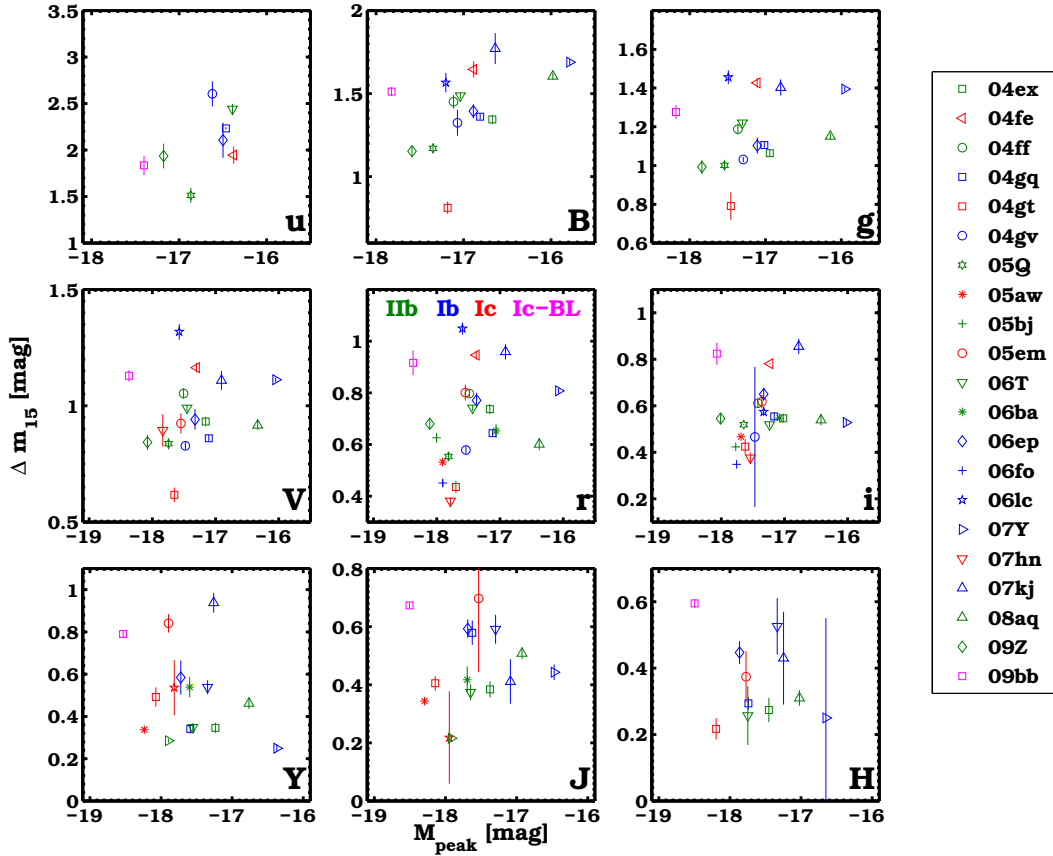 3.5
3
2.5
2
1.5
1
−18
−17
−16
u
2
1.5
1
−18
−17
−16
B
1.8
1.6
1.4
1.2
1
0.8
0.6
−18
−17
−16
g
1.5
1
0.5
−19
−18
−17
−16
V
IIb Ib Ic Ic−BL
1
0.8
0.6
0.4
−19
−18
−17
−16
r
1
0.8
0.6
0.4
0.2
−19
−18
−17
−16
i
1
0.8
0.6
0.4
0.2
0
−19
−18
−17
−16
Y
0.8
0.6
0.4
0.2
0
−19
−18
−17
−16
J
0.6
0.4
0.2
0
−19
−18
−17
−16
H
Δ m15 [mag]
Mpeak [mag]
04ex
04fe
04ff
04gq
04gt
04gv
05Q
05aw
05bj
05em
06T
06ba
06ep
06fo
06lc
07Y
07hn
07kj
08aq
09Z
09bb